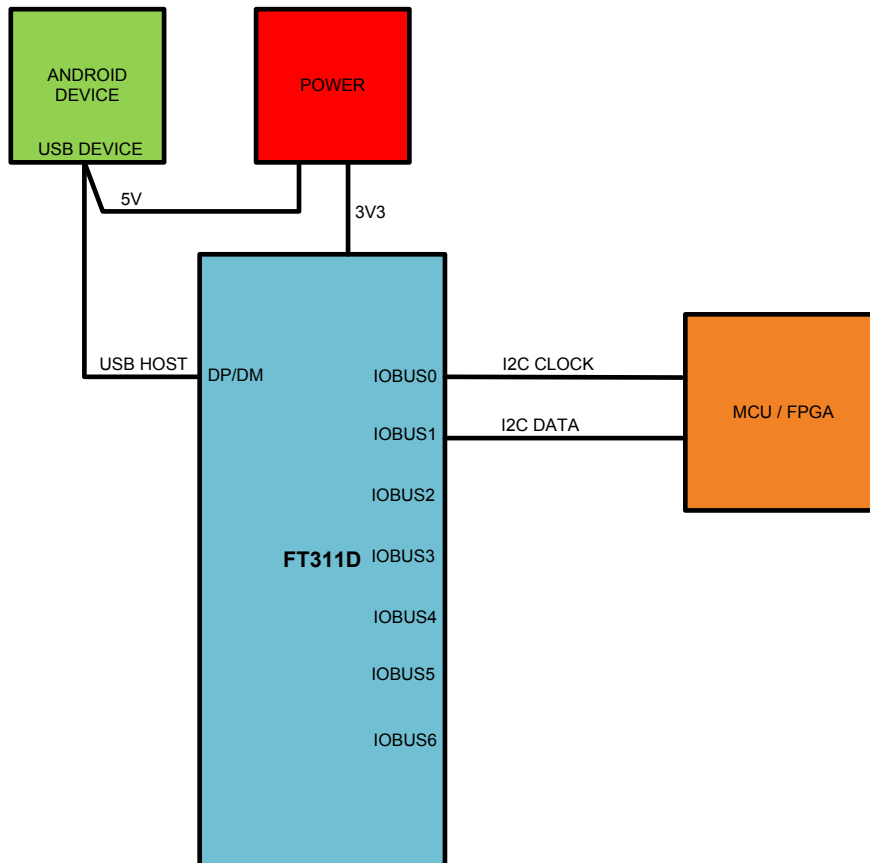 ANDROID
DEVICE
USB DEVICE
POWER
5V
3V3
USB HOST
DP/DM
IOBUS0
I2C CLOCK
IOBUS1
I2C DATA
MCU / FPGA
IOBUS2
FT311D
IOBUS3
IOBUS4
IOBUS5
IOBUS6